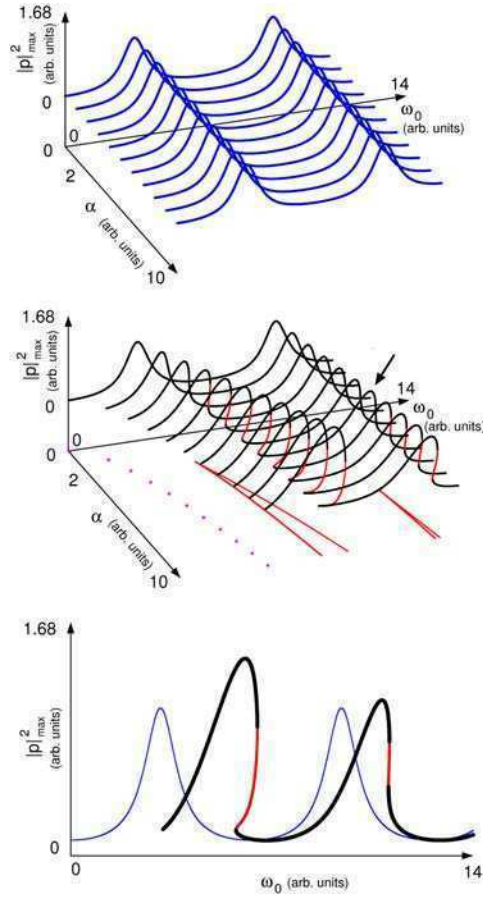 1.68
|p|²max
(arb. units)
0
14
ω0
(arb. units)
0
0
2
α (arb. units)
10
1.68
|p|²max
(arb. units)
0
14
ω0
(arb. units)
0
0
2
α (arb. units)
10
1.68
|p|²max
(arb. units)
0
0
14
ω0 (arb. units)